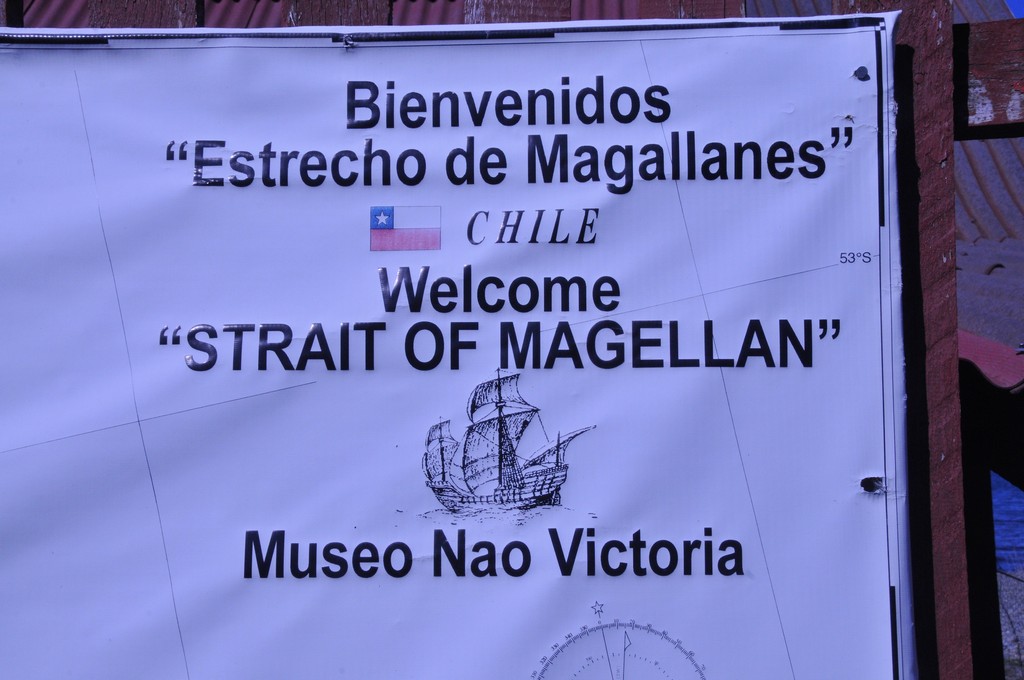 Bienvenidos
“Estrecho de Magallanes”
CHILE
53°S
Welcome
“STRAIT OF MAGELLAN”
Museo Nao Victoria